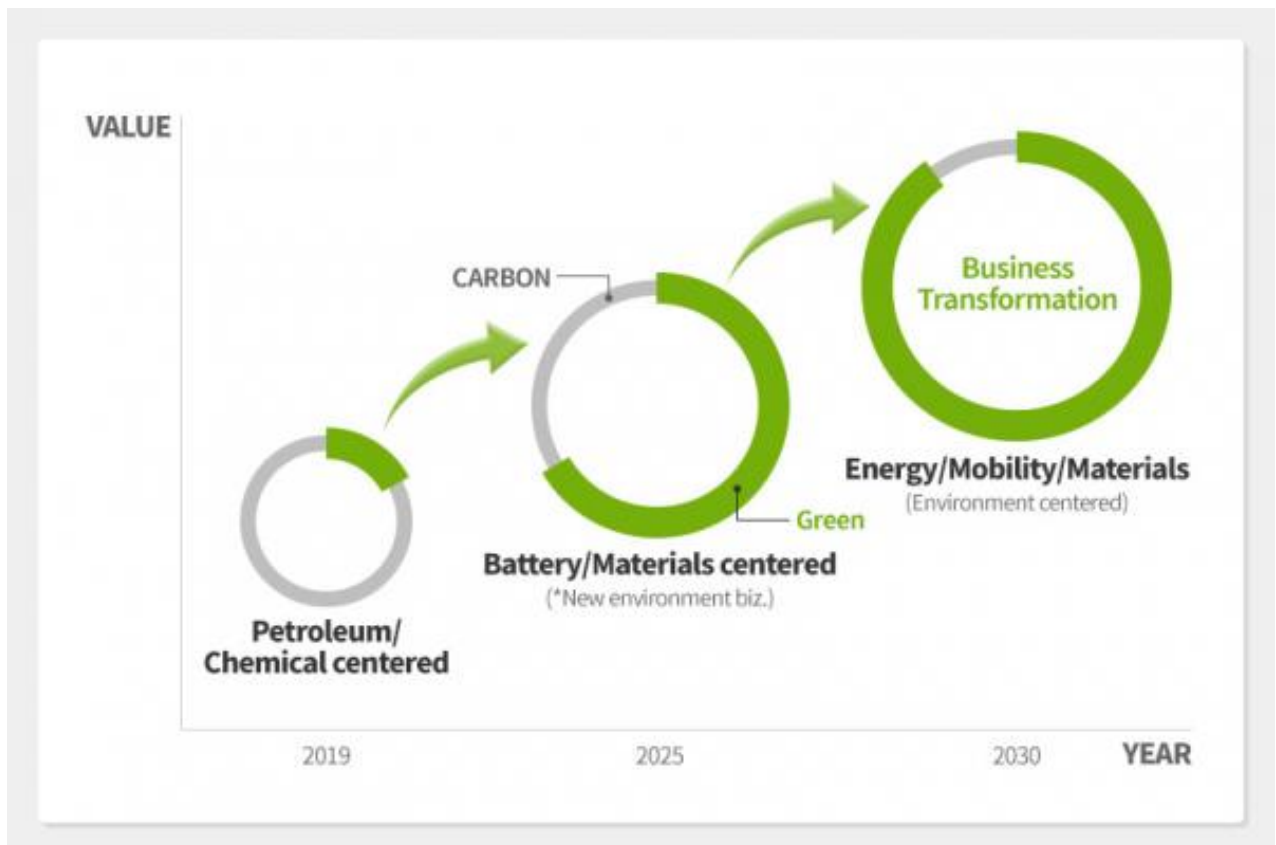 VALUE
CARBON
Business
Transformation
Green
Energy/Mobility/Materials
(Environment centered)
Battery/Materials centered
(*New environment biz.)
Petroleum/
Chemical centered
2019
2025
2030
YEAR